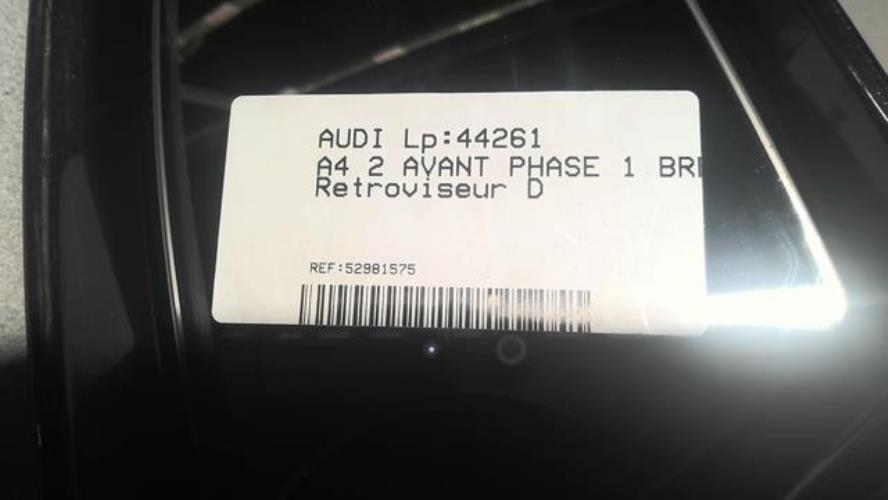 AUDI Lp:44261
A4 2 AVANT PHASE 1
Retroviseur D
REF:52981575